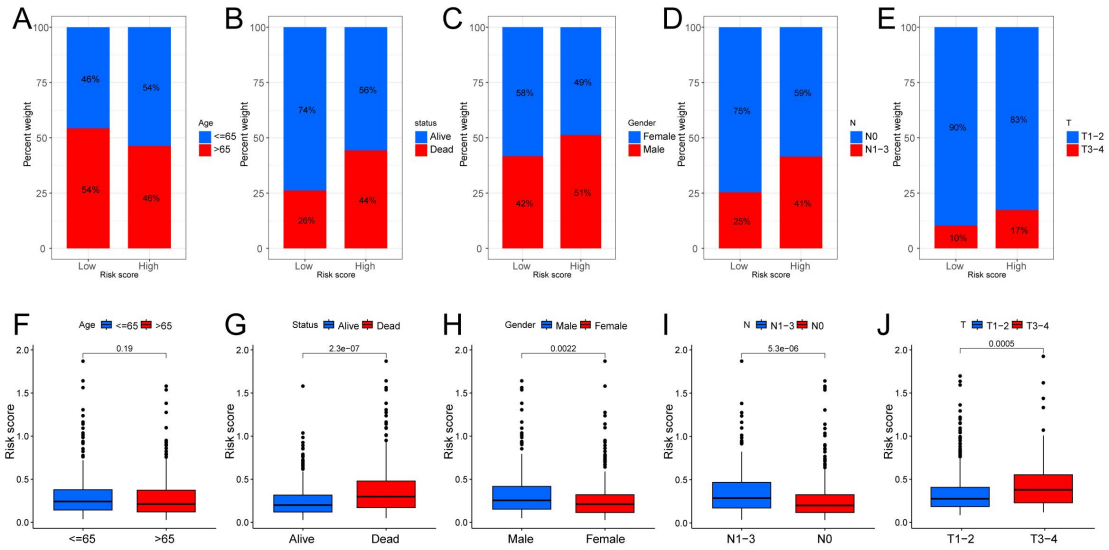 A
Percent weight
100
75
50
25
0
46%
54%
54%
46%
Low
High
Risk score
Age
<=65
>65
B
Percent weight
100
75
50
25
0
74%
56%
26%
44%
Low
High
Risk score
status
Alive
Dead
C
Percent weight
100
75
50
25
0
58%
49%
42%
51%
Low
High
Risk score
Gender
Female
Male
D
Percent weight
100
75
50
25
0
75%
59%
25%
41%
Low
High
Risk score
N
N0
N1-3
E
Percent weight
100
75
50
25
0
90%
83%
10%
17%
Low
High
Risk score
T
T1-2
T3-4
F
Age <=65 >65
0.19
Risk score
2.0
1.5
1.0
0.5
0.0
<=65 >65
G
Status Alive Dead
2.3e-07
Risk score
2.0
1.5
1.0
0.5
0.0
Alive Dead
H
Gender Male Female
0.0022
Risk score
2.0
1.5
1.0
0.5
0.0
Male Female
I
N N1-3 N0
5.3e-06
Risk score
2.0
1.5
1.0
0.5
0.0
N1-3 N0
J
T T1-2 T3-4
0.0005
Risk score
2.0
1.5
1.0
0.5
0.0
T1-2 T3-4